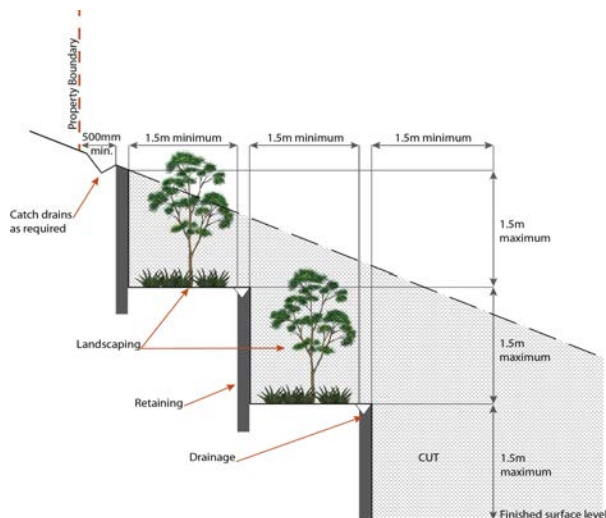 Property Boundary
500mm
min.
1.5m minimum
1.5m minimum
1.5m minimum
Catch drains
as required
1.5m
maximum
Landscaping
1.5m
maximum
Retaining
Drainage
CUT
1.5m
maximum
Finished surface level